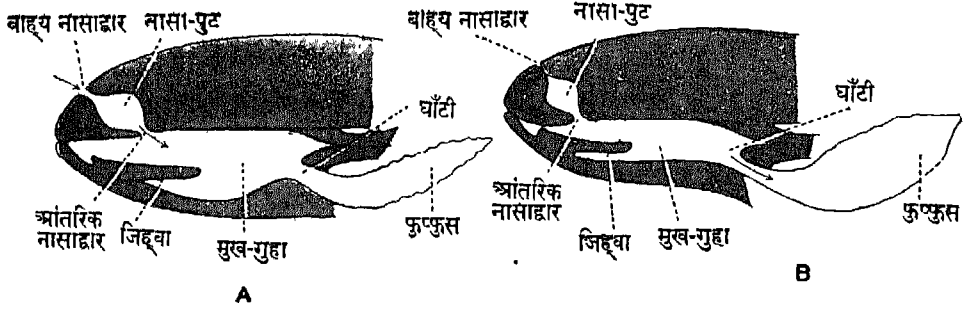 बाह्य नासाद्वार
नासा-पुट
घाँटी
आंतरिक
नासाद्वार
जिह्वा
मुख-गुहा
फुप्फुस
A
बाह्य नासाद्वार
नासा-पुट
घाँटी
आंतरिक
नासाद्वार
जिह्वा
मुख-गुहा
फुप्फुस
B